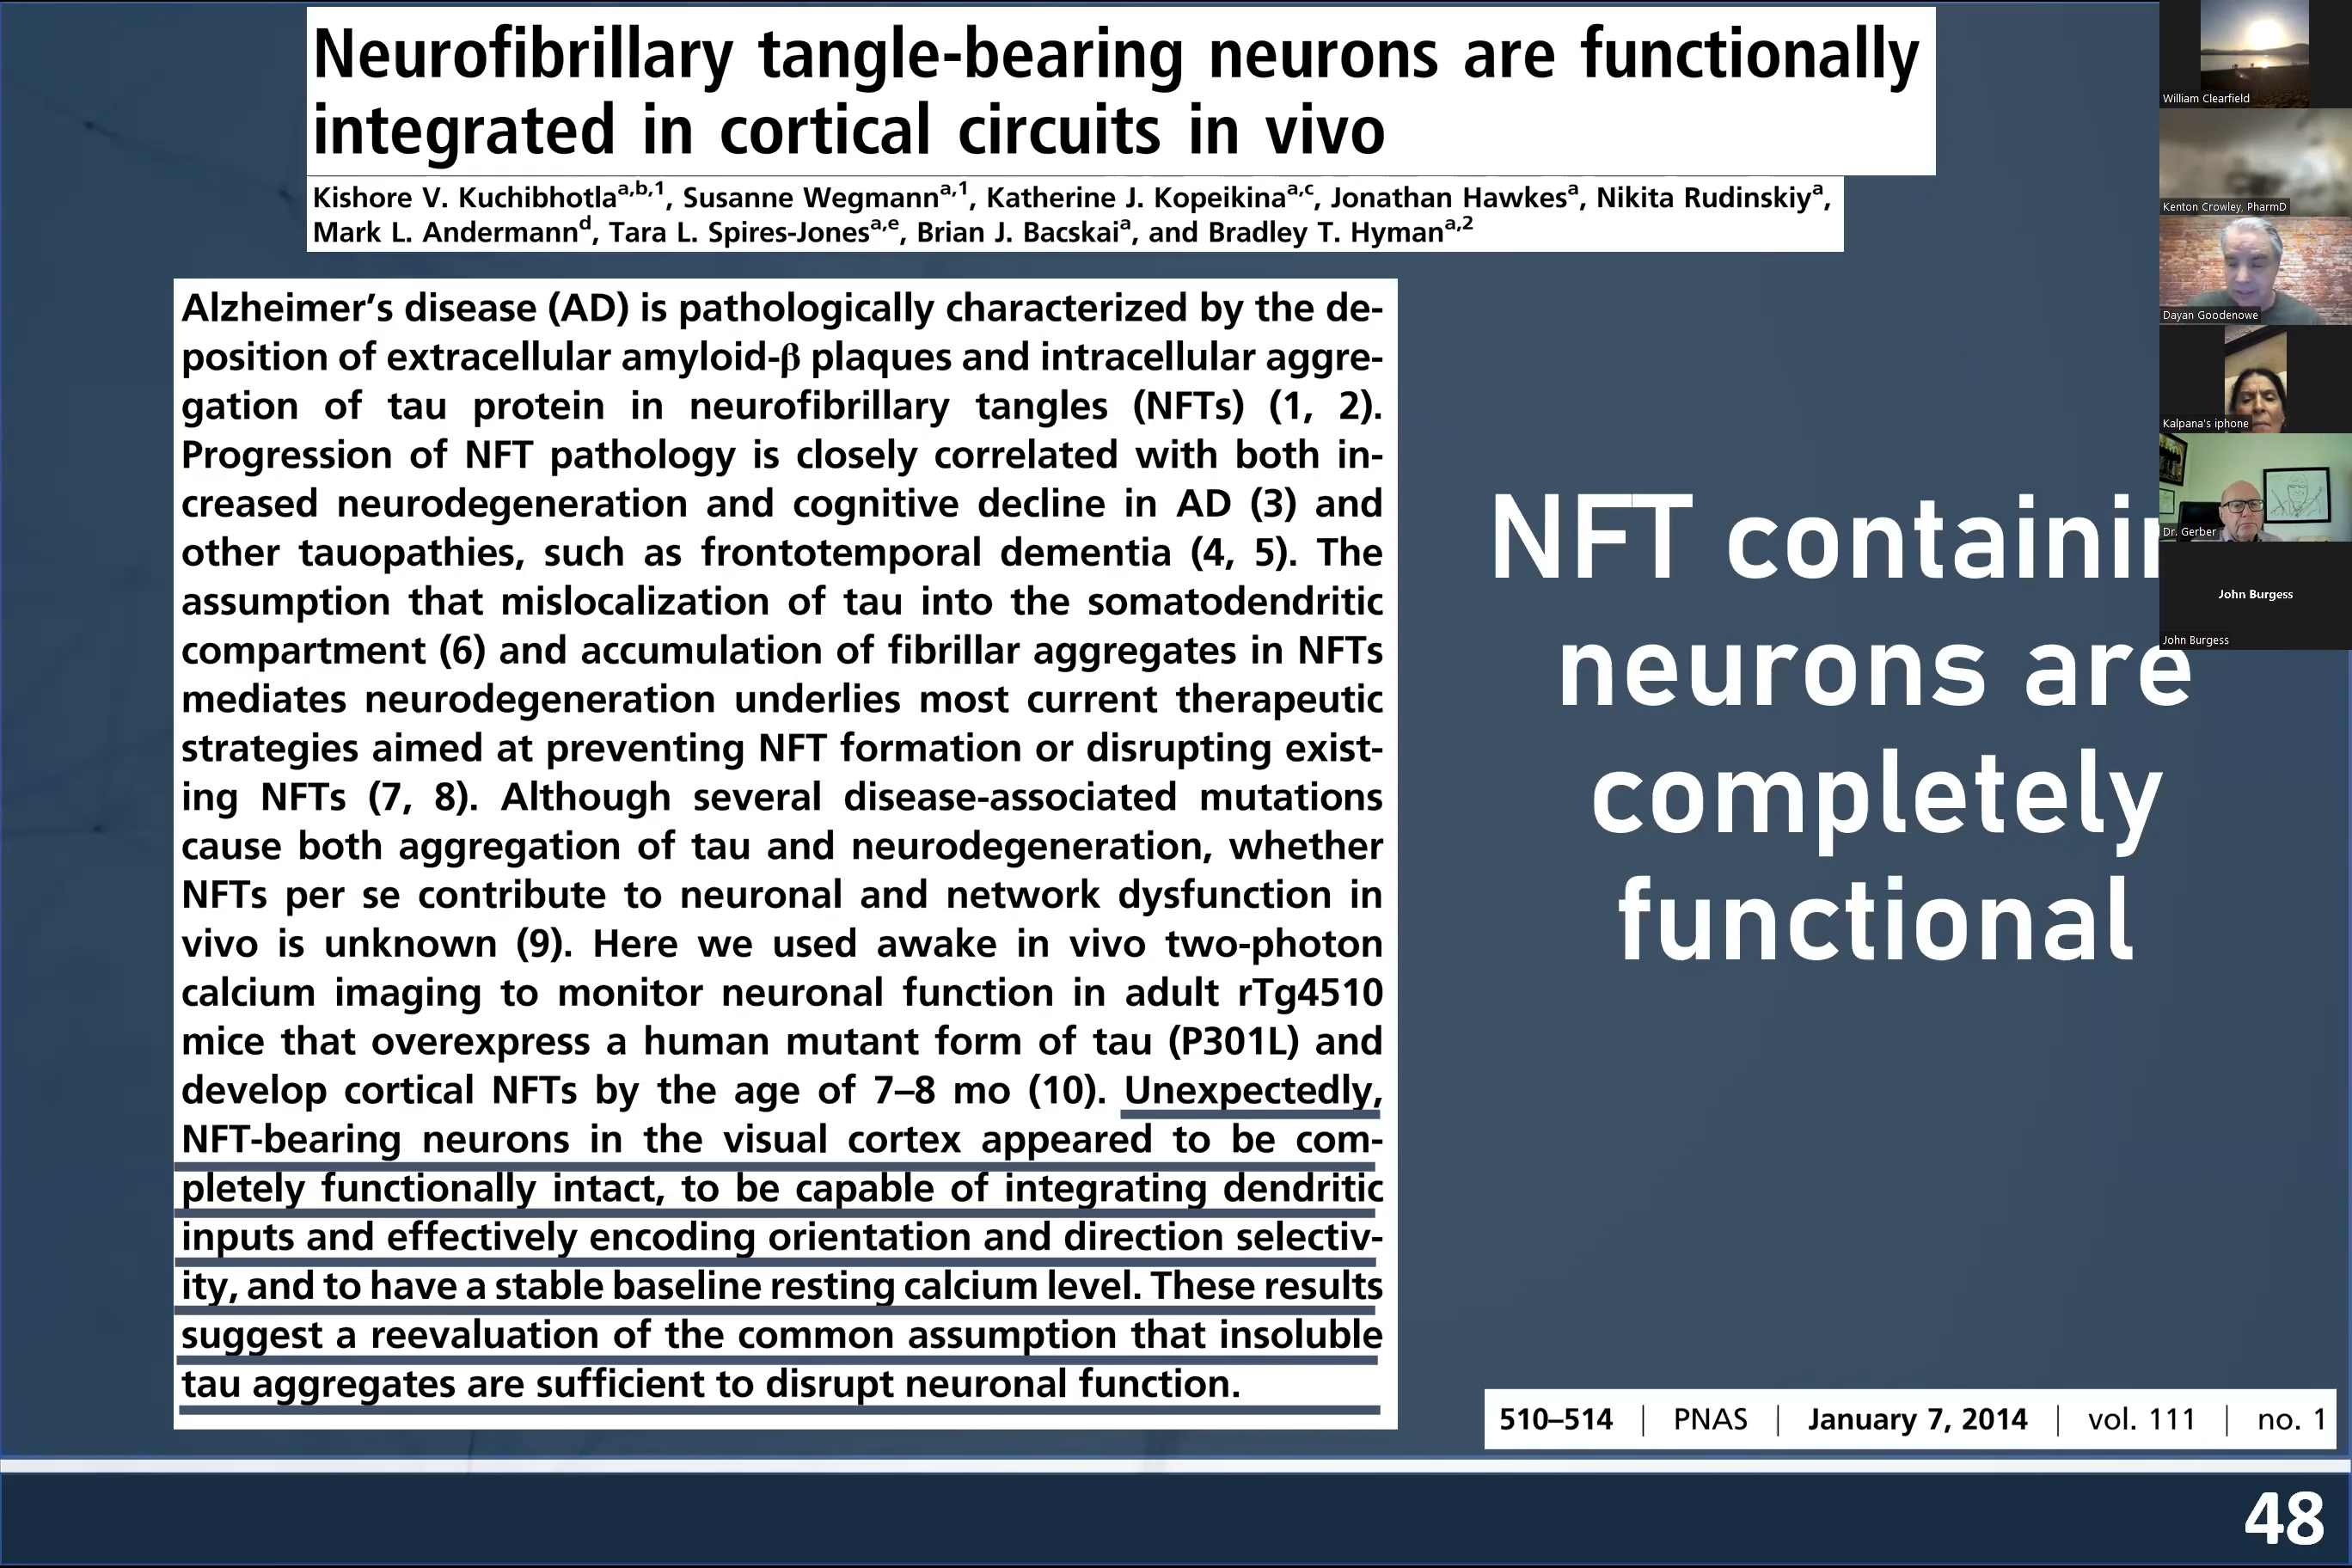 Neurofibrillary tangle-bearing neurons are functionally
integrated in cortical circuits in vivo
Kishore V. Kuchibhotlaa,b,1, Susanne Wegmanna,1, Katherine J. Kopeikinaa,c, Jonathan Hawkesa, Nikita Rudinskiya,
Mark L. Andermannd, Tara L. Spires-Jonesa,e, Brian J. Bacskaia, and Bradley T. Hymana,2
Alzheimer's disease (AD) is pathologically characterized by the de-
position of extracellular amyloid-β plaques and intracellular aggre-
gation of tau protein in neurofibrillary tangles (NFTs) (1, 2).
Progression of NFT pathology is closely correlated with both in-
creased neurodegeneration and cognitive decline in AD (3) and
other tauopathies, such as frontotemporal dementia (4, 5). The
assumption that mislocalization of tau into the somatodendritic
compartment (6) and accumulation of fibrillar aggregates in NFTs
mediates neurodegeneration underlies most current therapeutic
strategies aimed at preventing NFT formation or disrupting exist-
ing NFTs (7, 8). Although several disease-associated mutations
cause both aggregation of tau and neurodegeneration, whether
NFTs per se contribute to neuronal and network dysfunction in
vivo is unknown (9). Here we used awake in vivo two-photon
calcium imaging to monitor neuronal function in adult rTg4510
mice that overexpress a human mutant form of tau (P301L) and
develop cortical NFTs by the age of 7–8 mo (10). Unexpectedly,
NFT-bearing neurons in the visual cortex appeared to be com-
pletely functionally intact, to be capable of integrating dendritic
inputs and effectively encoding orientation and direction selectiv-
ity, and to have a stable baseline resting calcium level. These results
suggest a reevaluation of the common assumption that insoluble
tau aggregates are sufficient to disrupt neuronal function.
NFT
neurons are
completely
functional
510–514 | PNAS | January 7, 2014 | vol. 111 | no. 1
48
William Clearfield
Kenton Crowley, PharmD
Dayan Goodenowe
Kalpana's iphone
Dr. Gerber
John Burgess
John Burgess